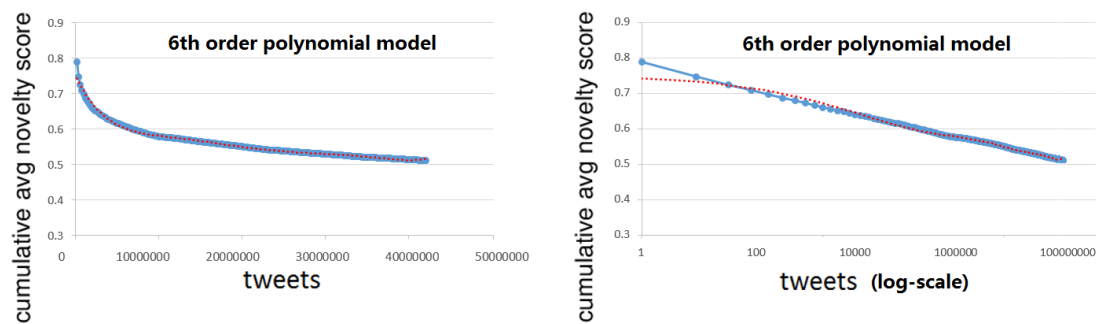 cumulative avg novelty score
6th order polynomial model
0.9
0.8
0.7
0.6
0.5
0.4
0.3
0 10000000 20000000 30000000 40000000 50000000
tweets
cumulative avg novelty score
6th order polynomial model
0.9
0.8
0.7
0.6
0.5
0.4
0.3
1 100 10000 1000000 100000000
tweets (log-scale)